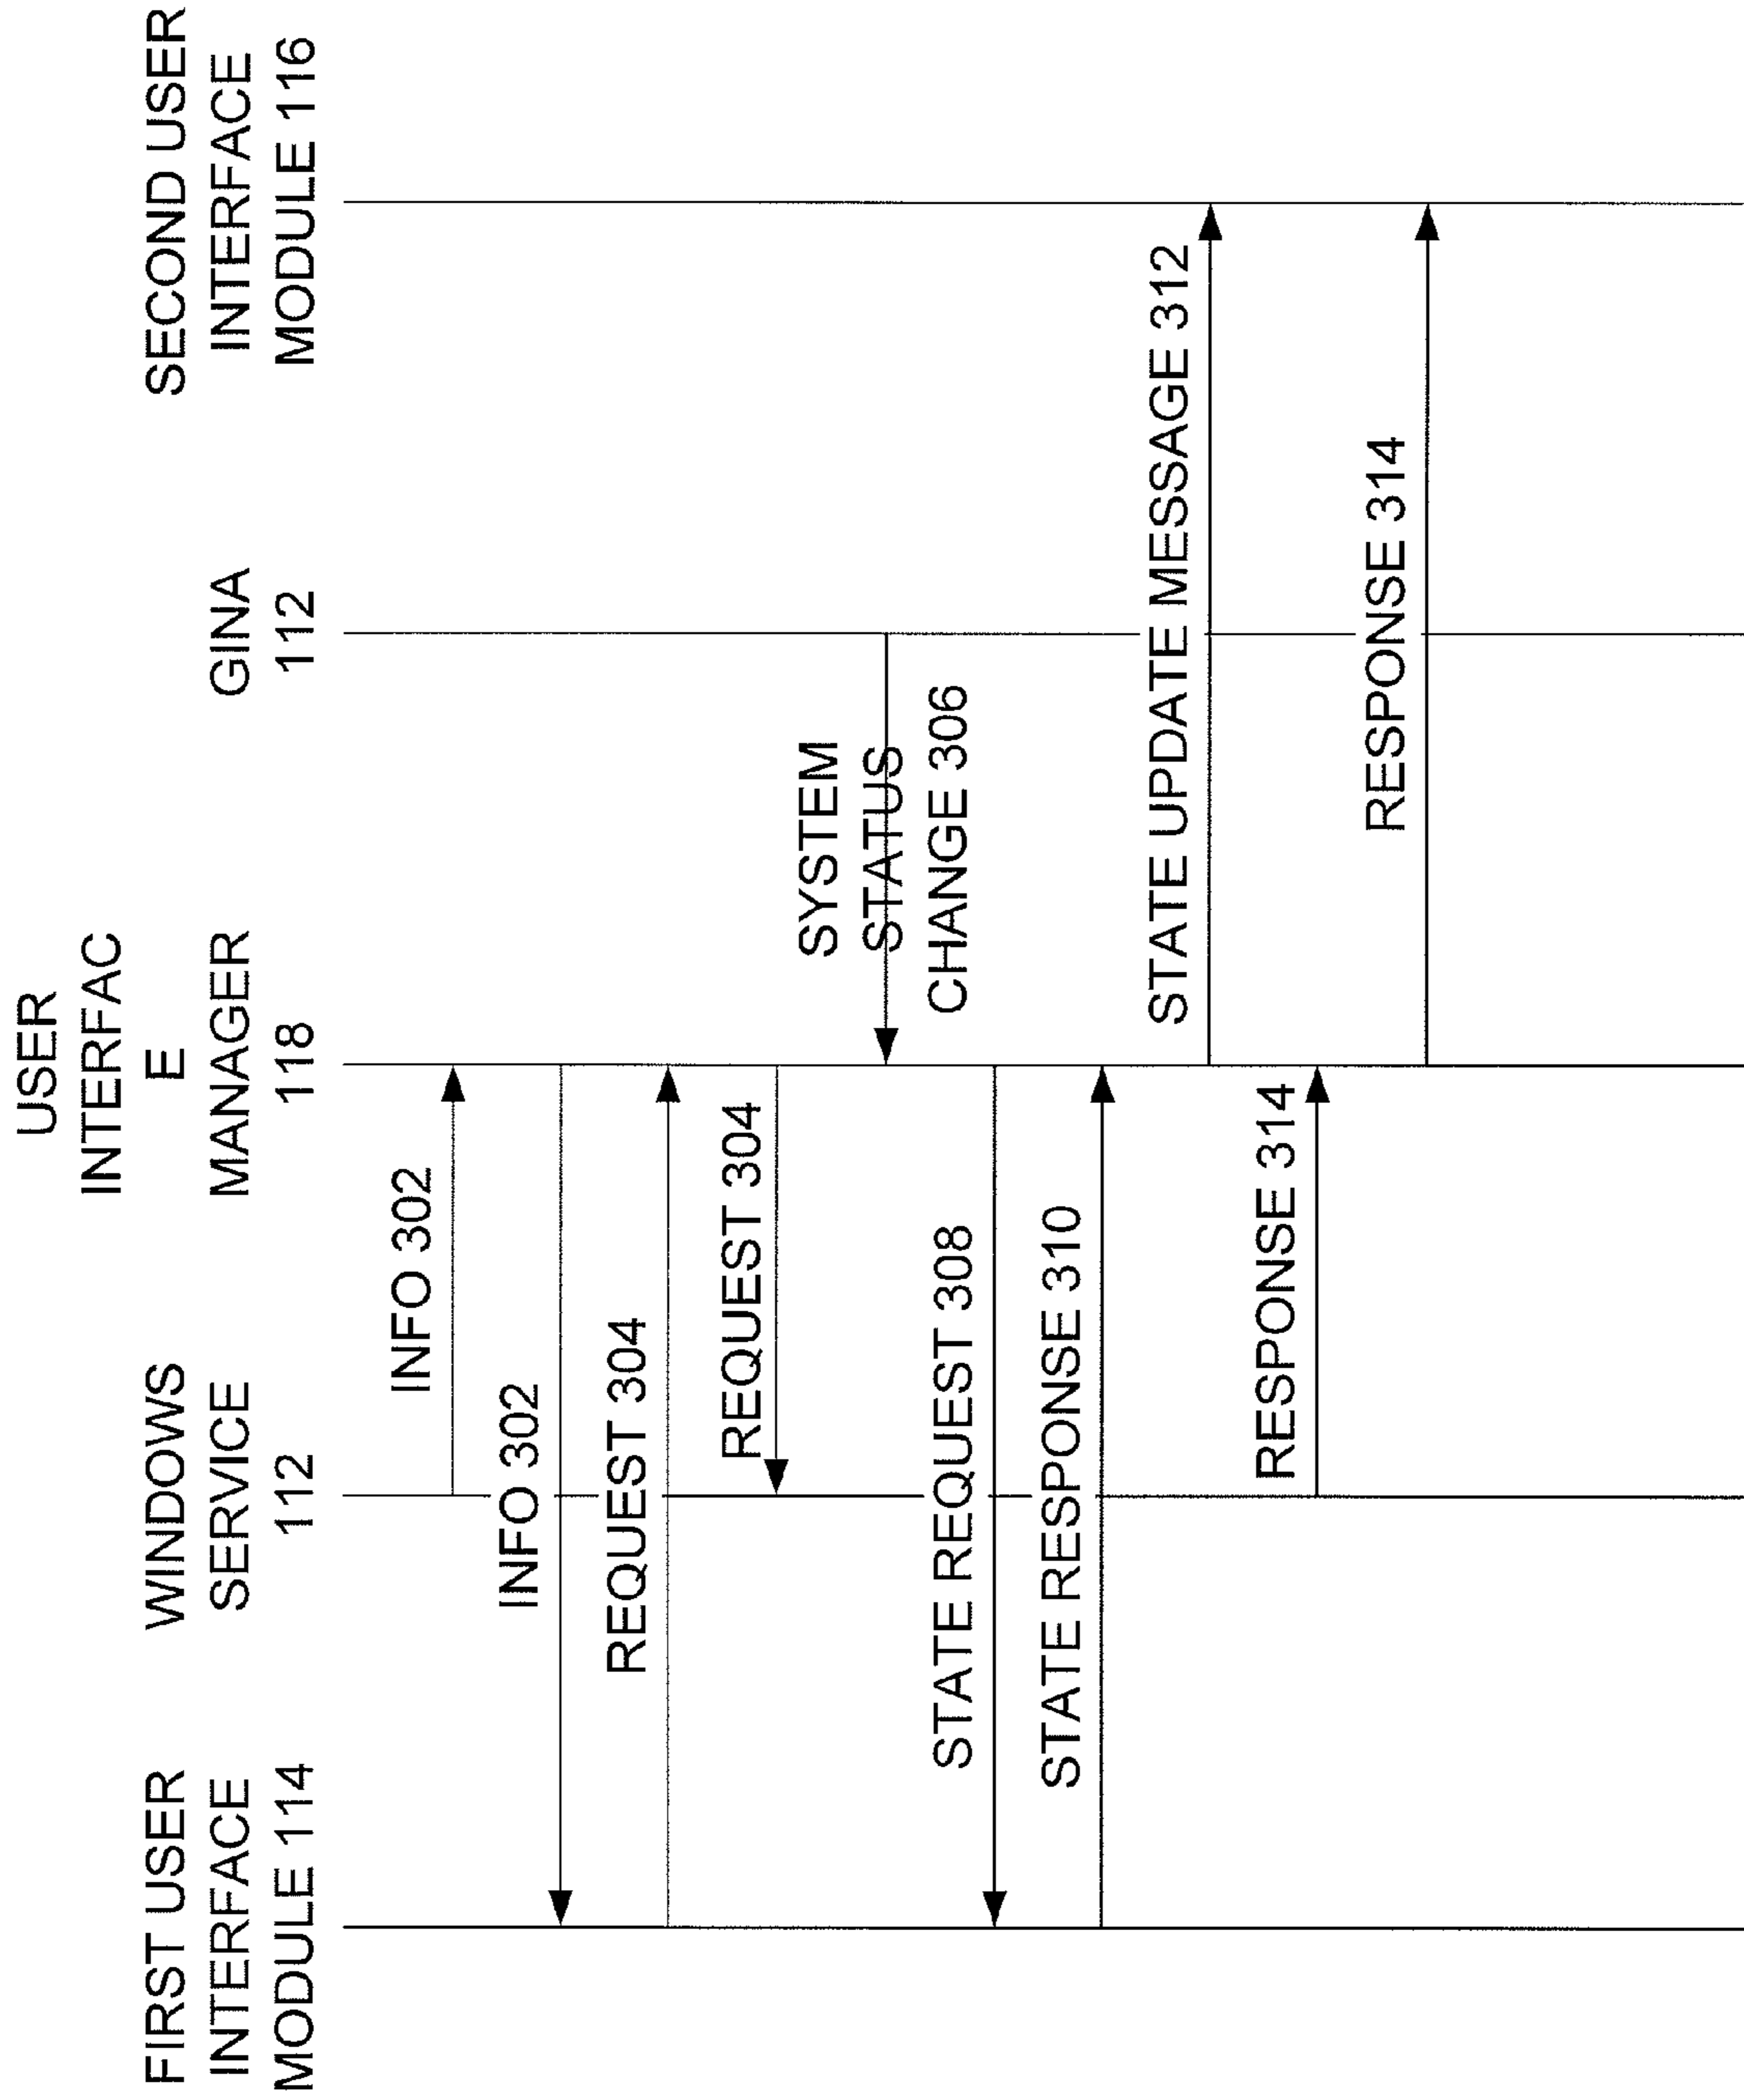 FIRST USER
INTERFACE
MODULE 114
WINDOWS
SERVICE
112
USER
INTERFAC
E
MANAGER
118
GINA
112
SECOND USER
INTERFACE
MODULE 116
INFO 302
INFO 302
REQUEST 304
REQUEST 304
SYSTEM
STATUS
CHANGE 306
STATE REQUEST 308
STATE RESPONSE 310
STATE UPDATE MESSAGE 312
RESPONSE 314
RESPONSE 314